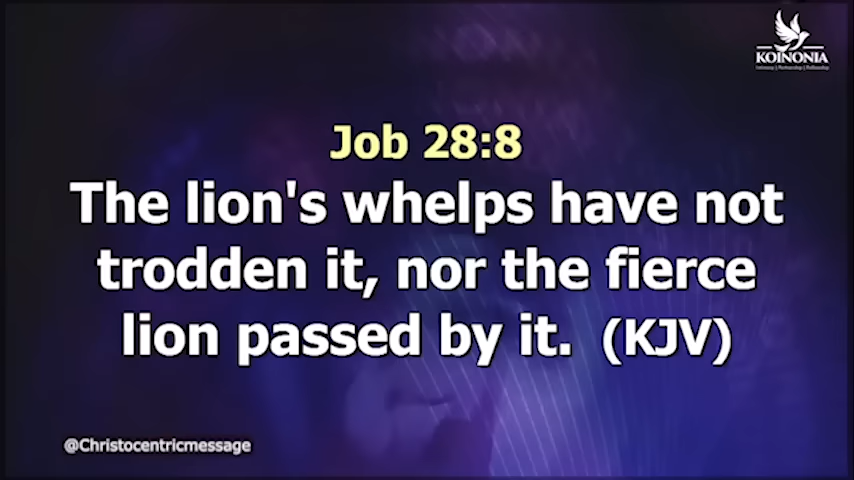 KOINONIA
Job 28:8
The lion's whelps have not
trodden it, nor the fierce
lion passed by it. (KJV)
@Christocentricmessage